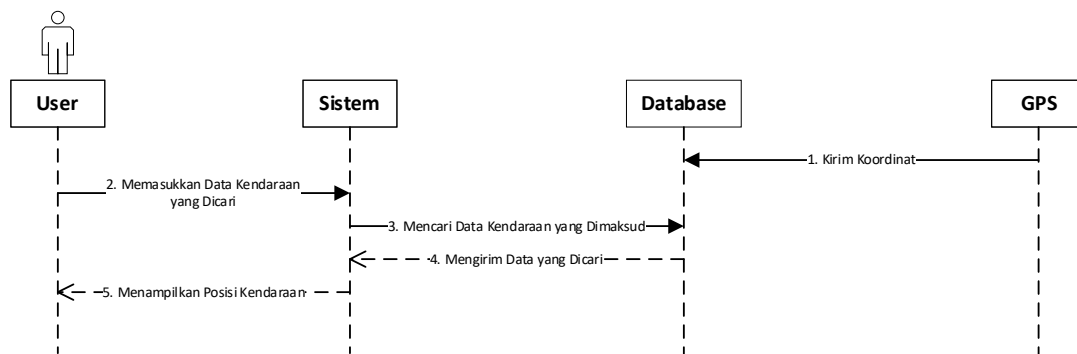 User
Sistem
Database
GPS
1. Kirim Koordinat
2. Memasukkan Data Kendaraan
yang Dicari
3. Mencari Data Kendaraan yang Dimaksud
4. Mengirim Data yang Dicari
5. Menampilkan Posisi Kendaraan